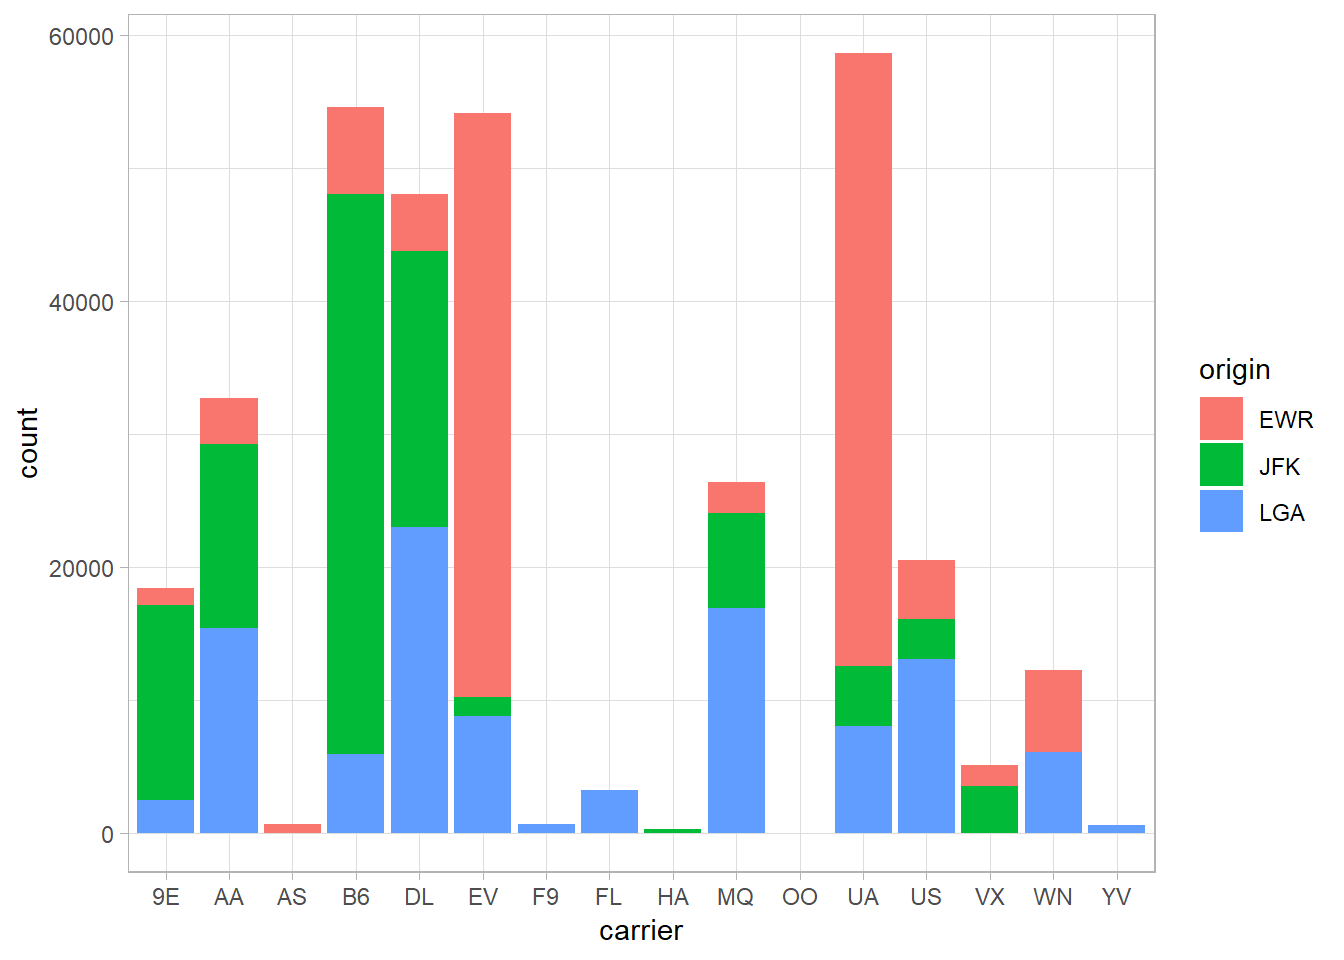 60000
40000
20000
0
count
9E AA AS B6 DL EV F9 FL HA MQ OO UA US VX WN YV
carrier
origin
EWR
JFK
LGA